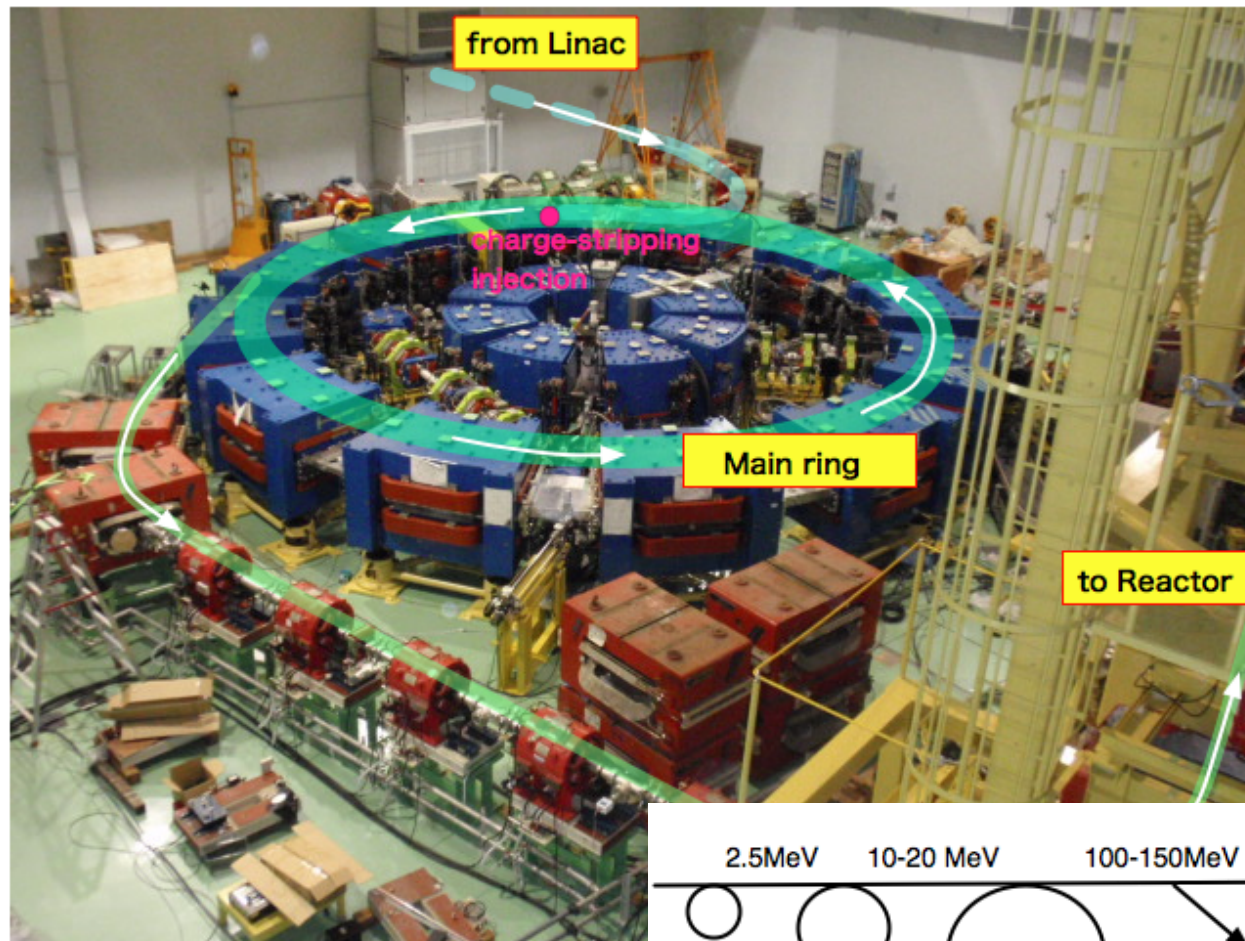 from Linac
charge-stripping
injection
Main ring
to Reactor
2.5MeV 10-20 MeV 100-150MeV